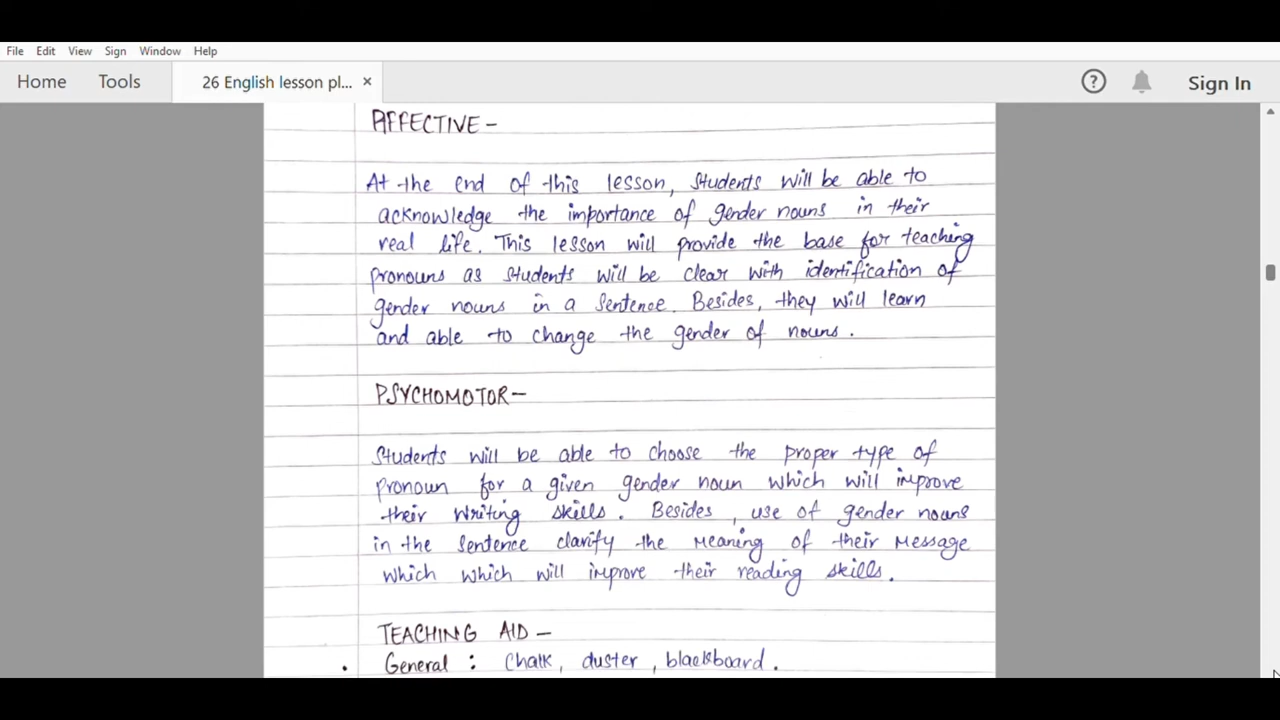 File Edit View Sign Window Help
Home Tools 26 English lesson pl... × ? Sign In
AFFECTIVE -
At the end of this lesson, students will be able to
acknowledge the importance of gender nouns in their
real life. This lesson will provide the base for teaching
pronouns as students will be clear with identification of
gender nouns in a sentence. Besides, they will learn
and able to change the gender of nouns.
PSYCHOMOTOR -
Students will be able to choose the proper type of
pronoun for a given gender noun which will improve
their writing skills. Besides, use of gender nouns
in the sentence clarify the meaning of their message
which which will improve their reading skills.
TEACHING AID -
• General : Chalk, duster, blackboard.